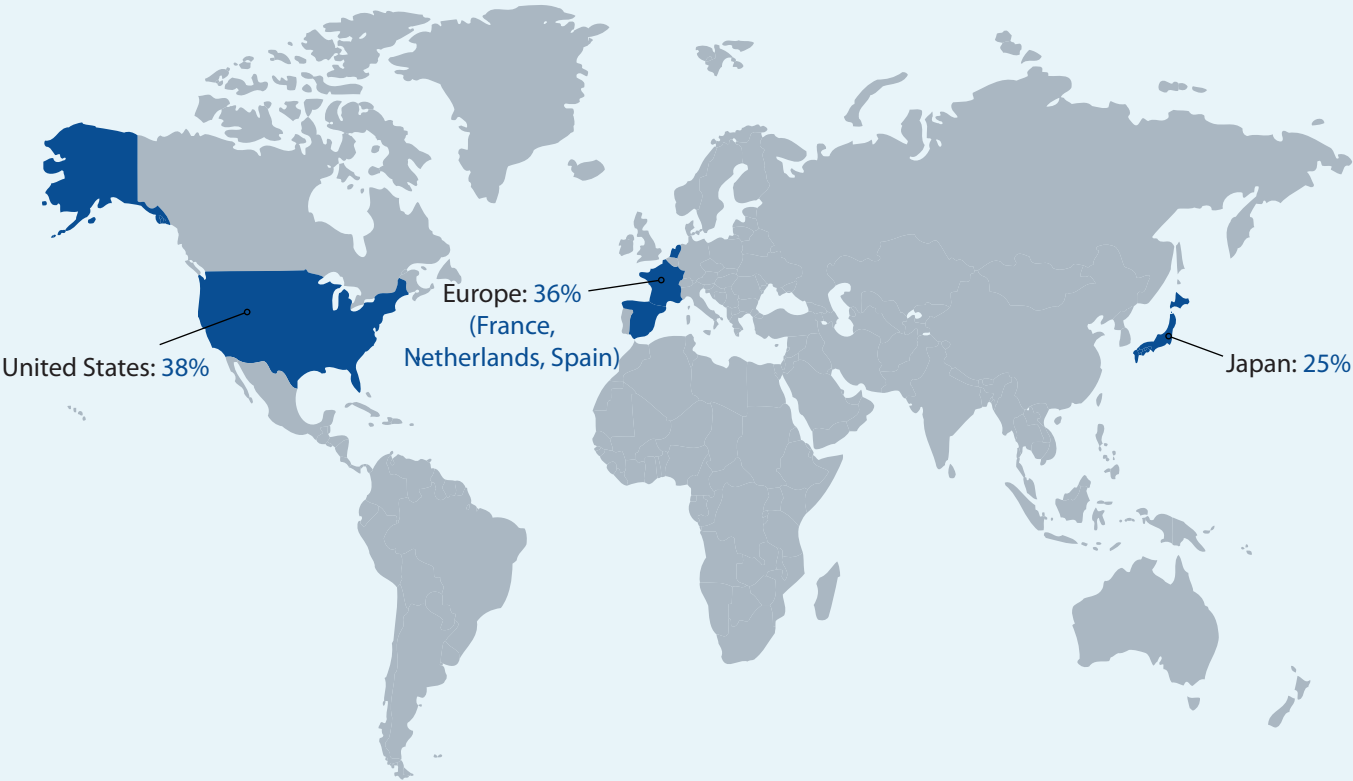 United States: 38%
Europe: 36%
(France,
Netherlands, Spain)
Japan: 25%